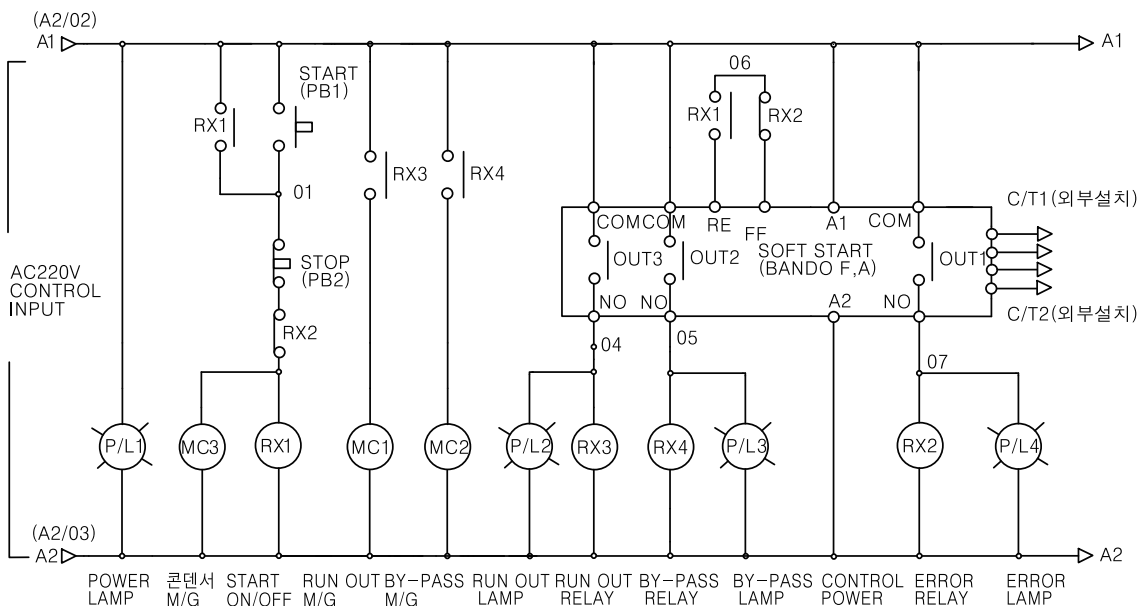 (A2/02)
A1
A1
START
(PB1)
RX1
01
RX3
RX4
06
RX1
RX2
STOP
(PB2)
RX2
AC220V
CONTROL
INPUT
COM
COM
RE
FF
A1
COM
C/T1(외부설치)
OUT3
OUT2
SOFT START
(BANDO F,A)
OUT1
NO
NO
A2
NO
C/T2(외부설치)
04
05
07
P/L1
MC3
RX1
MC1
MC2
P/L2
RX3
RX4
P/L3
RX2
P/L4
(A2/03)
A2
A2
POWER
LAMP
콘덴서
M/G
START
ON/OFF
RUN OUT
M/G
BY-PASS
M/G
RUN OUT
LAMP
RUN OUT
RELAY
BY-PASS
RELAY
BY-PASS
LAMP
CONTROL
POWER
ERROR
RELAY
ERROR
LAMP